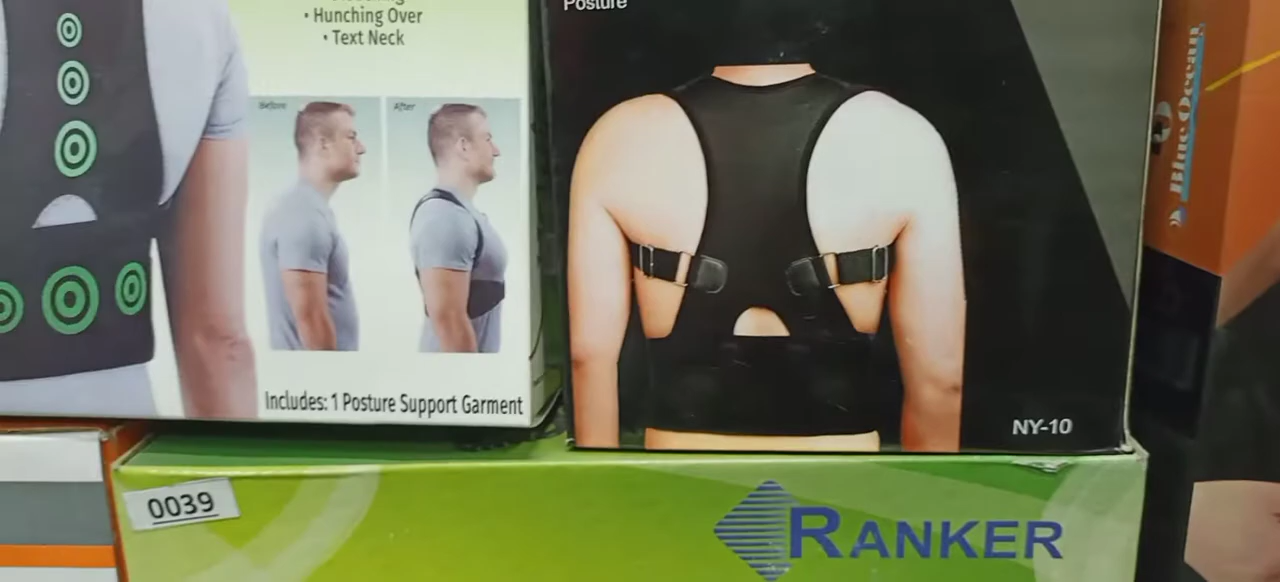 • Hunching Over
• Text Neck
Before
After
Includes: 1 Posture Support Garment
Posture
NY-10
Blue Ocean
0039
RANKER